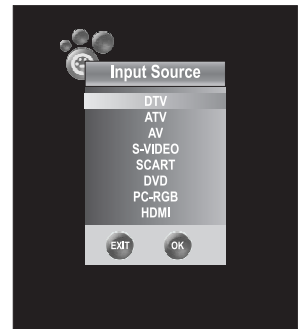 Input Source
DTV
ATV
AV
S-VIDEO
SCART
DVD
PC-RGB
HDMI
EXIT OK